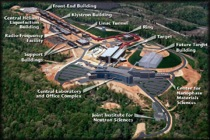 Front End Building
Klystron Building
Central Helium
Liquefaction
Building
Linac Tunnel
Ring
Radio-Frequency
Facility
Target
Support
Buildings
Future Target
Building
Center for
Nanophase
Materials
Sciences
Central Laboratory
and Office Complex
Joint Institute for
Neutron Sciences